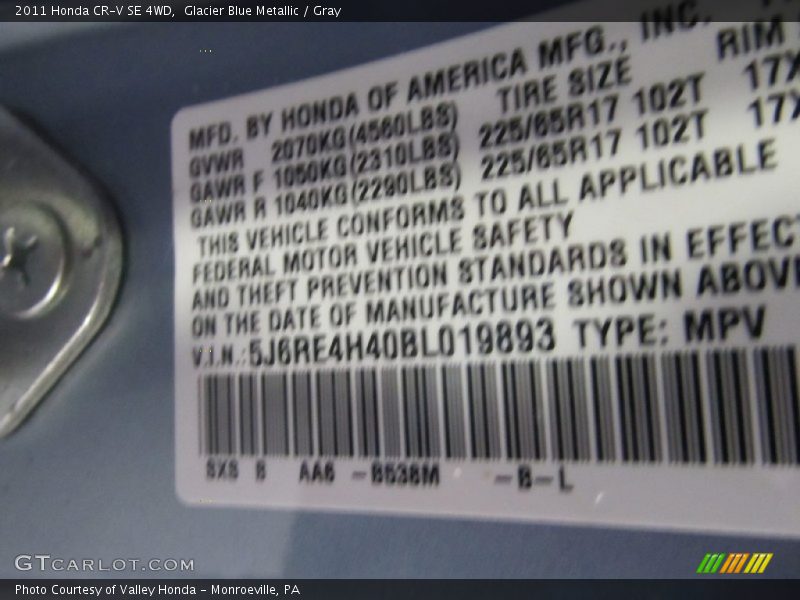 2011 Honda CR-V SE 4WD, Glacier Blue Metallic / Gray
MFD. BY HONDA OF AMERICA MFG., INC.
GVWR 2070KG(4560LBS) TIRE SIZE RIM
GAWR F 1050KG(2310LBS) 225/65R17 102T 17X
GAWR R 1040KG(2290LBS) 225/65R17 102T 17X
THIS VEHICLE CONFORMS TO ALL APPLICABLE
FEDERAL MOTOR VEHICLE SAFETY
AND THEFT PREVENTION STANDARDS IN EFFECT
ON THE DATE OF MANUFACTURE SHOWN ABOVE
V.I.N.: 5J6RE4H40BL019893 TYPE: MPV
SXS B AA6 -B538M -B-L
GTCARLOT.COM
Photo Courtesy of Valley Honda - Monroeville, PA